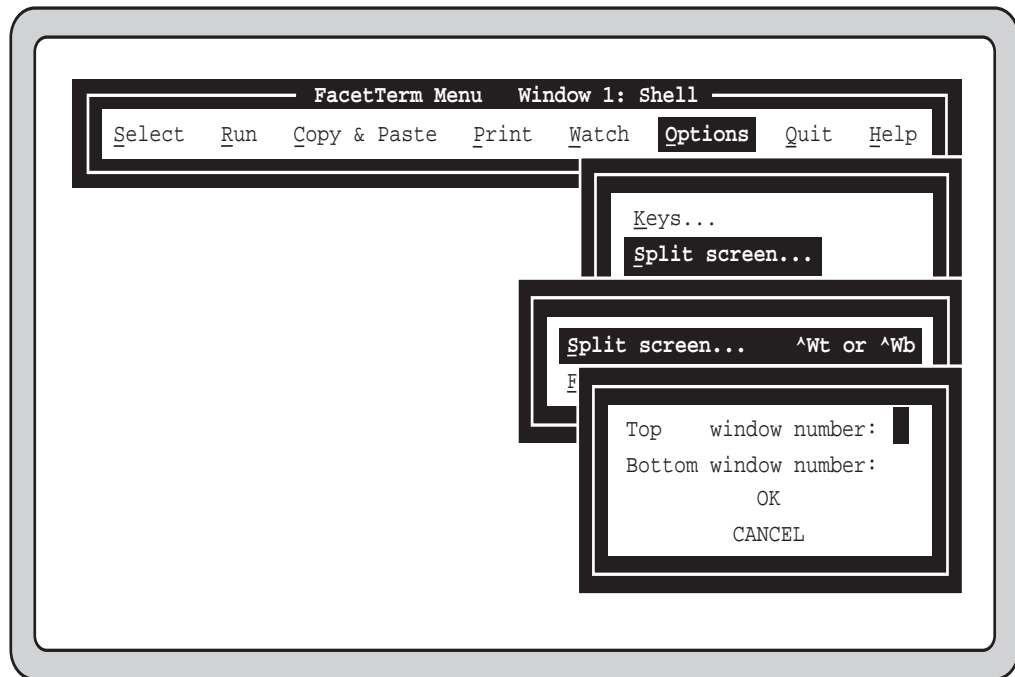 FacetTerm Menu Window 1: Shell
Select Run Copy & Paste Print Watch Options Quit Help
Keys...
Split screen...
Split screen... ^Wt or ^Wb
F
Top window number:
Bottom window number:
OK
CANCEL